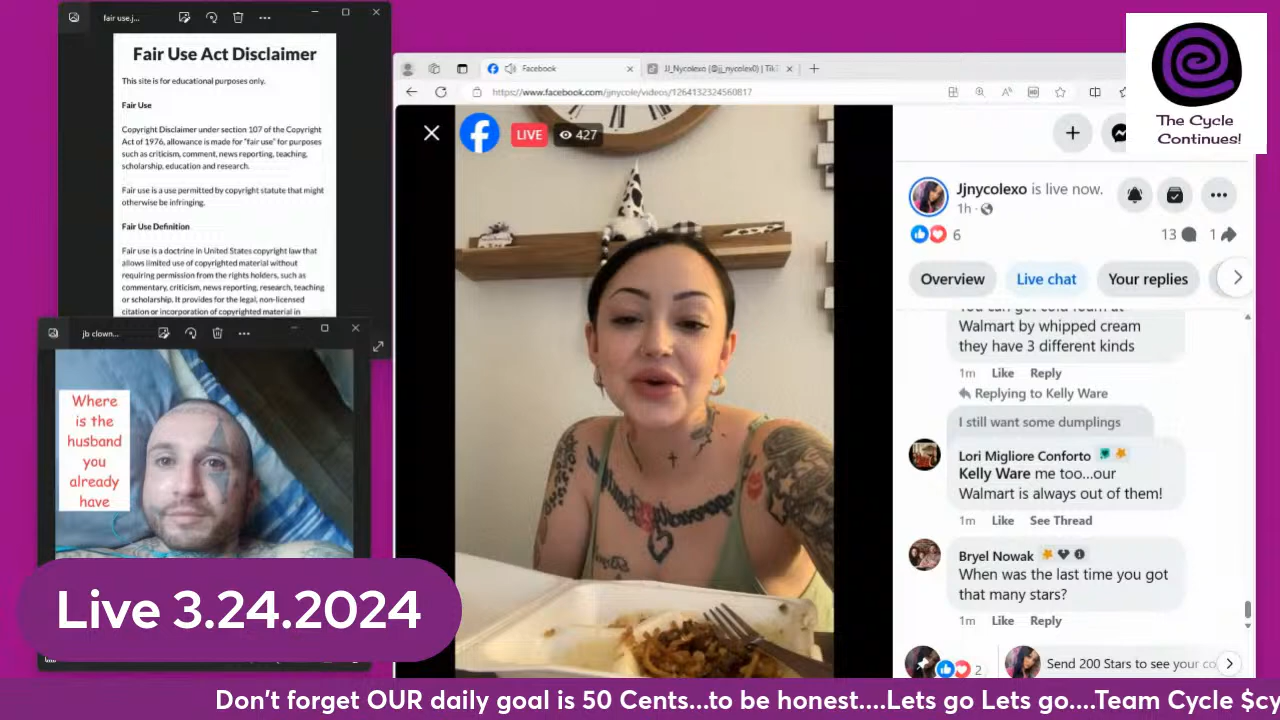 fair use.j...
Fair Use Act Disclaimer
This site is for educational purposes only.
Fair Use
Copyright Disclaimer under section 107 of the Copyright
Act of 1976, allowance is made for "fair use" for purposes
such as criticism, comment, news reporting, teaching,
scholarship, education and research.
Fair use is a use permitted by copyright statute that might
otherwise be infringing.
Fair Use Definition
Fair use is a doctrine in United States copyright law that
allows limited use of copyrighted material without
requiring permission from the rights holders, such as
commentary, criticism, news reporting, research, teaching
or scholarship. It provides for the legal, non-licensed
citation or incorporation of copyrighted material in
jb clown...
Where
is the
husband
you
already
have
Live 3.24.2024
Facebook
JJ_Nycolexo (@jj_nycolex0) | TikT
https://www.facebook.com/jjnycole/videos/1264132324560817
LIVE
427
The Cycle
Continues!
Jjnycolexo is live now.
1h
6
13
1
Overview
Live chat
Your replies
Walmart by whipped cream
they have 3 different kinds
1m Like Reply
Replying to Kelly Ware
I still want some dumplings
Lori Migliore Conforto
Kelly Ware me too...our
Walmart is always out of them!
1m Like See Thread
Bryel Nowak
When was the last time you got
that many stars?
1m Like Reply
2
Send 200 Stars to see your co
Don't forget OUR daily goal is 50 Cents...to be honest....Lets go Lets go....Team Cycle $cy